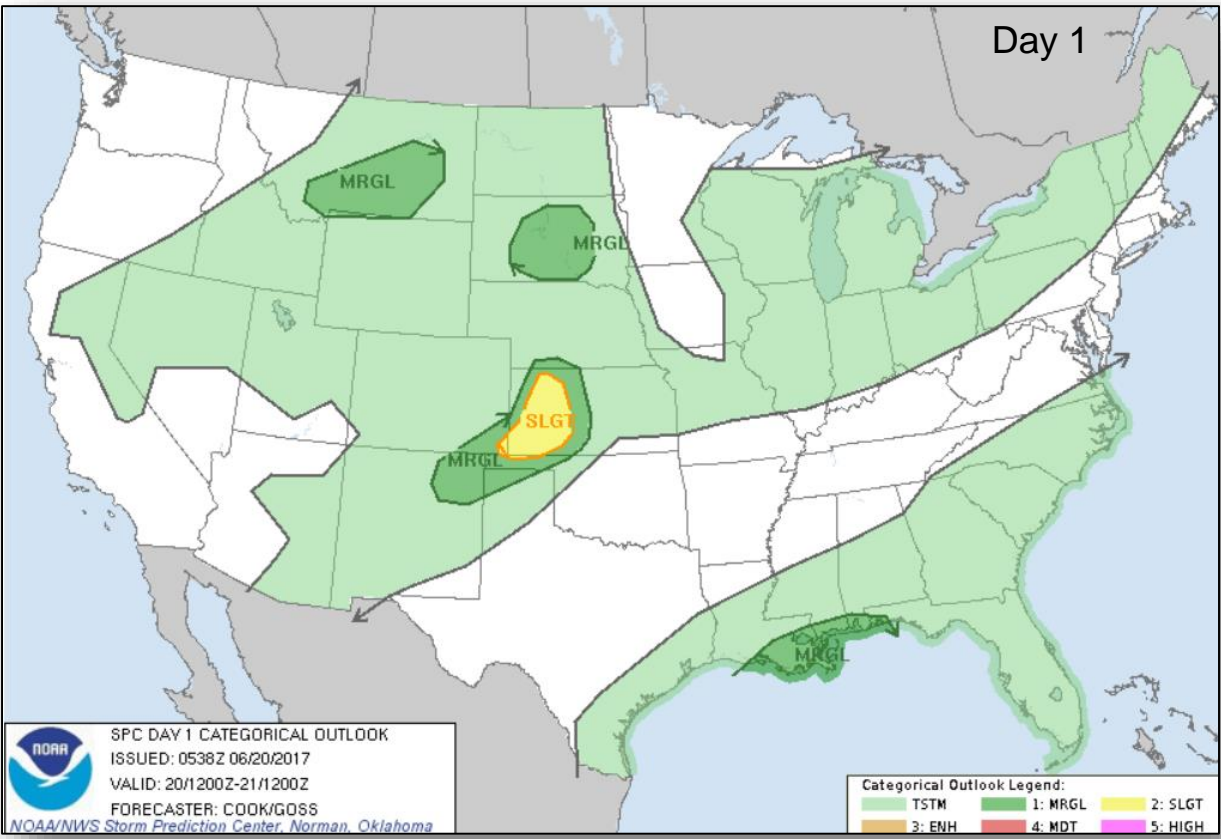 Day 1
MRGL
MRGL
SLGT
MRGL
MRGL
NOAA
SPC DAY 1 CATEGORICAL OUTLOOK
ISSUED: 0538Z 06/20/2017
VALID: 20/1200Z-21/1200Z
FORECASTER: COOK/GOSS
NOAA/NWS Storm Prediction Center, Norman, Oklahoma
Categorical Outlook Legend:
TSTM 1: MRGL 2: SLGT
3: ENH 4: MDT 5: HIGH